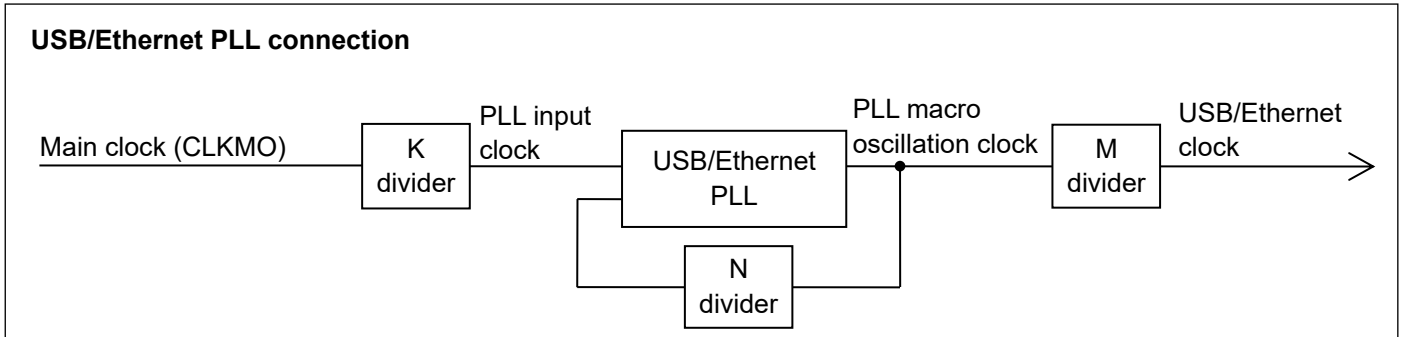 USB/Ethernet PLL connection
Main clock (CLKMO)
K
divider
PLL input
clock
USB/Ethernet
PLL
N
divider
PLL macro
oscillation clock
M
divider
USB/Ethernet
clock